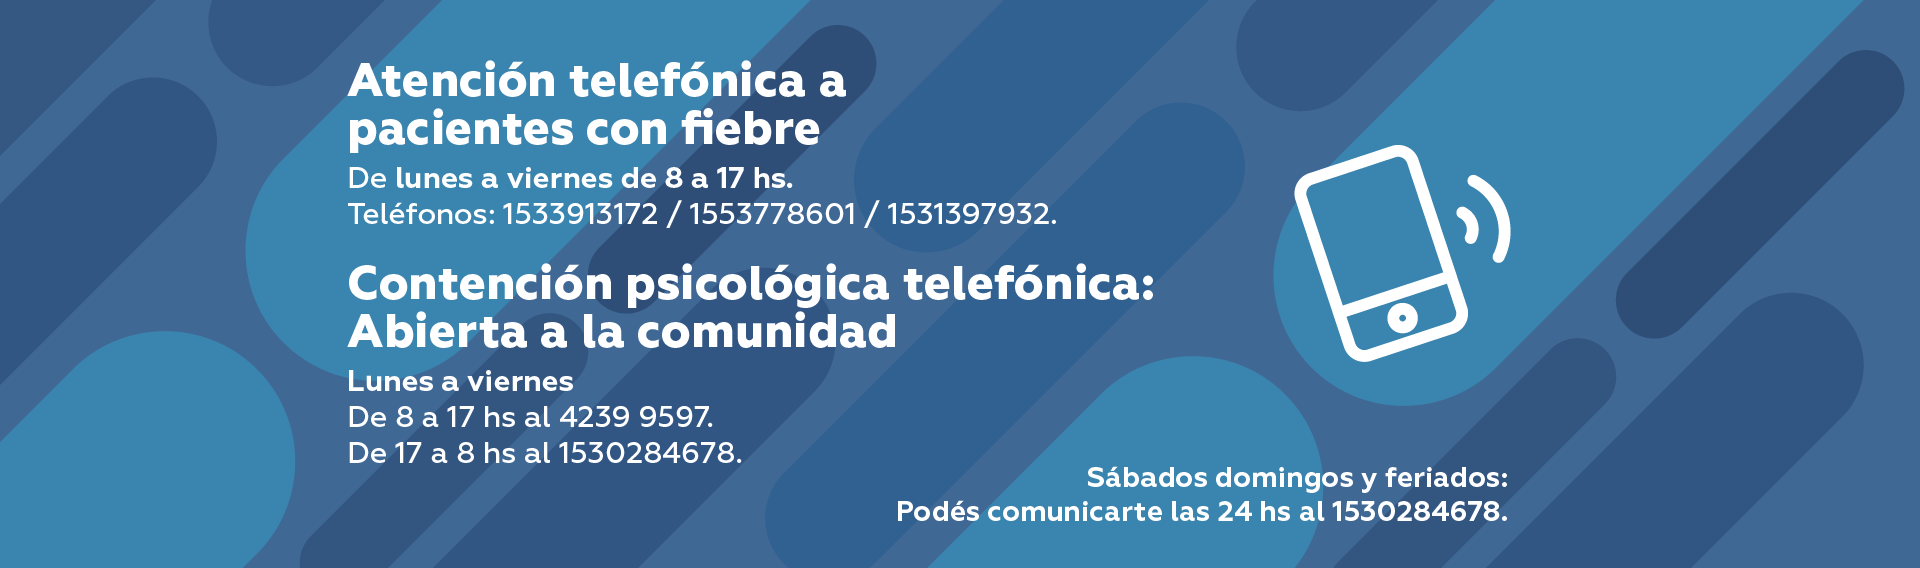 Atención telefónica a
pacientes con fiebre
De lunes a viernes de 8 a 17 hs.
Teléfonos: 1533913172 / 1553778601 / 1531397932.
Contención psicológica telefónica:
Abierta a la comunidad
Lunes a viernes
De 8 a 17 hs al 4239 9597.
De 17 a 8 hs al 1530284678.
Sábados domingos y feriados:
Podés comunicarte las 24 hs al 1530284678.